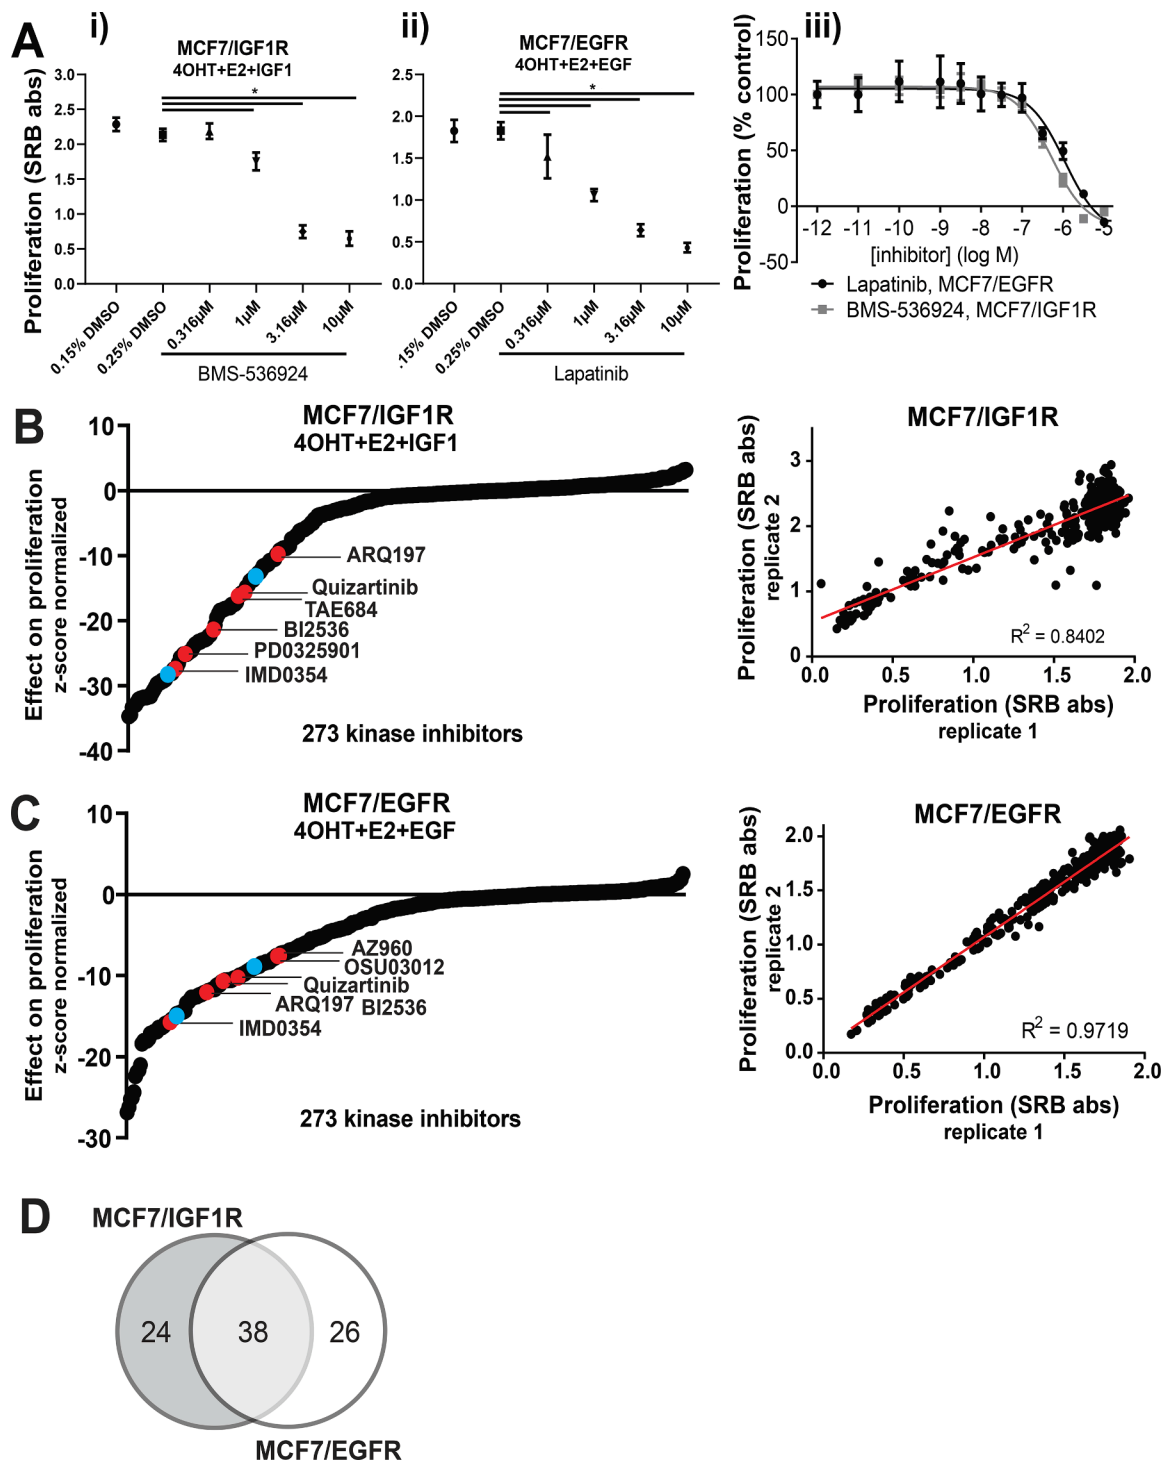 A
i)
MCF7/IGF1R
4OHT+E2+IGF1
Proliferation (SRB abs)
3.0
2.5
2.0
1.5
1.0
0.5
0.0
*
0.15% DMSO
0.25% DMSO
0.316µM
1µM
3.16µM
10µM
BMS-536924
ii)
MCF7/EGFR
4OHT+E2+EGF
2.5
2.0
1.5
1.0
0.5
0.0
*
.15% DMSO
0.25% DMSO
0.316µM
1µM
3.16µM
10µM
Lapatinib
iii)
Proliferation (% control)
150
100
50
0
-50
-12 -11 -10 -9 -8 -7 -6 -5
[inhibitor] (log M)
Lapatinib, MCF7/EGFR
BMS-536924, MCF7/IGF1R
B
MCF7/IGF1R
4OHT+E2+IGF1
Effect on proliferation
z-score normalized
10
0
-10
-20
-30
-40
ARQ197
Quizartinib
TAE684
BI2536
PD0325901
IMD0354
273 kinase inhibitors
MCF7/IGF1R
Proliferation (SRB abs)
replicate 2
3
2
1
0
R² = 0.8402
0.0 0.5 1.0 1.5 2.0
Proliferation (SRB abs)
replicate 1
C
MCF7/EGFR
4OHT+E2+EGF
Effect on proliferation
z-score normalized
10
0
-10
-20
-30
AZ960
OSU03012
Quizartinib
ARQ197 BI2536
IMD0354
273 kinase inhibitors
MCF7/EGFR
Proliferation (SRB abs)
replicate 2
2.0
1.5
1.0
0.5
0.0
R² = 0.9719
0.0 0.5 1.0 1.5 2.0
Proliferation (SRB abs)
replicate 1
D
MCF7/IGF1R
24 38 26
MCF7/EGFR